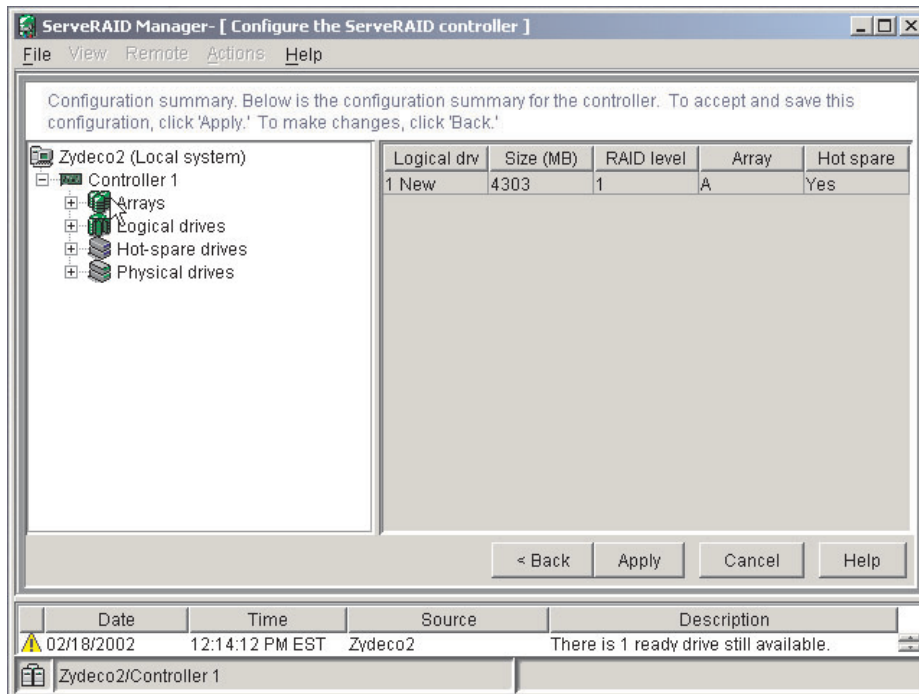 ServeRAID Manager- [ Configure the ServeRAID controller ]
File View Remote Actions Help
Configuration summary. Below is the configuration summary for the controller. To accept and save this
configuration, click 'Apply.' To make changes, click 'Back.'
Zydeco2 (Local system)
Controller 1
Arrays
Logical drives
Hot-spare drives
Physical drives
Logical drv Size (MB) RAID level Array Hot spare
1 New 4303 1 A Yes
< Back Apply Cancel Help
Date Time Source Description
02/18/2002 12:14:12 PM EST Zydeco2 There is 1 ready drive still available.
Zydeco2/Controller 1